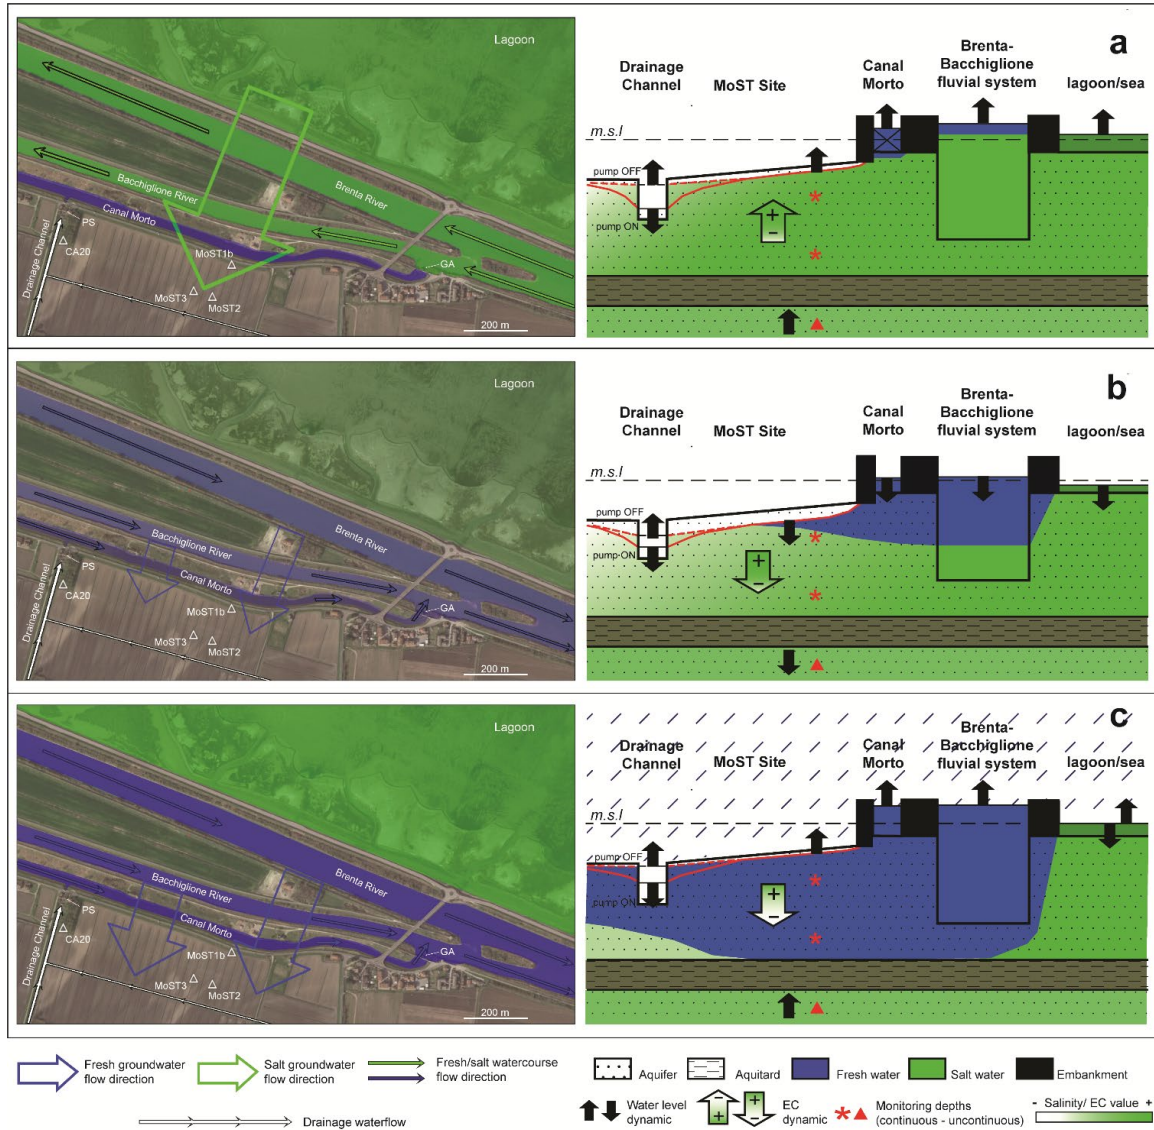 Lagoon
Brenta River
Bacchiglione River
Canal Morto
Drainage Channel
PS
CA20
MoST1b
MoST3
MoST2
GA
200 m
a
Drainage
Channel
MoST Site
Canal
Morto
Brenta-
Bacchiglione
fluvial system
lagoon/sea
m.s.l
pump OFF
pump ON
+
-
Lagoon
Brenta River
Bacchiglione River
Canal Morto
Drainage Channel
PS
CA20
MoST1b
MoST3
MoST2
GA
200 m
b
Drainage
Channel
MoST Site
Canal
Morto
Brenta-
Bacchiglione
fluvial system
lagoon/sea
m.s.l
pump OFF
pump ON
+
-
Lagoon
Brenta River
Bacchiglione River
Canal Morto
Drainage Channel
PS
CA20
MoST1b
MoST3
MoST2
GA
200 m
c
Drainage
Channel
MoST Site
Canal
Morto
Brenta-
Bacchiglione
fluvial system
lagoon/sea
m.s.l
pump OFF
pump ON
+
-
Fresh groundwater
flow direction
Salt groundwater
flow direction
Fresh/salt watercourse
flow direction
Drainage waterflow
Aquifer
Aquitard
Fresh water
Salt water
Embankment
Water level
dynamic
-
+
+
-
EC
dynamic
Monitoring depths
(continuous - uncontinuous)
- Salinity/ EC value +